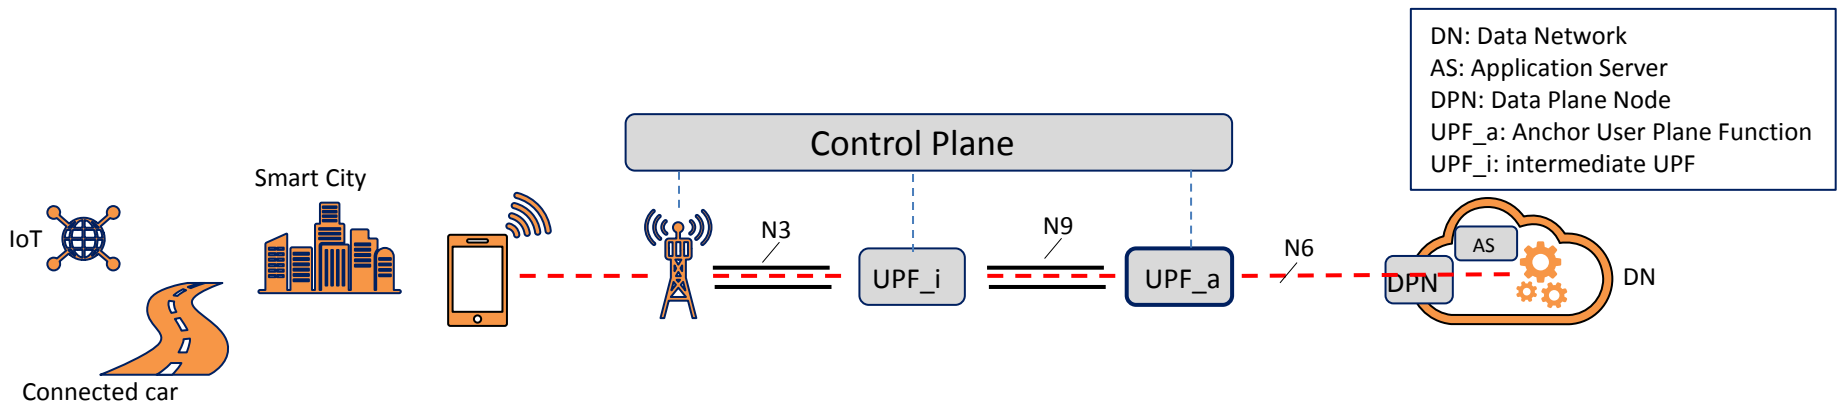 DN: Data Network
AS: Application Server
DPN: Data Plane Node
UPF_a: Anchor User Plane Function
UPF_i: intermediate UPF
Control Plane
Smart City
IoT
N3
N9
N6
AS
UPF_i
UPF_a
DPN
DN
Connected car